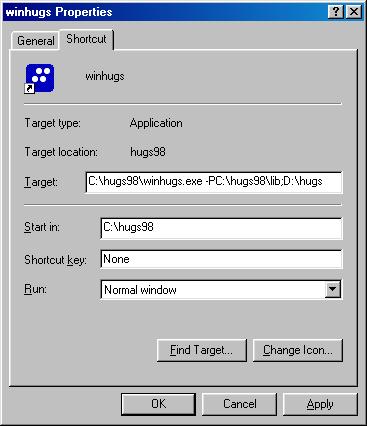 winhugs Properties
General Shortcut
winhugs
Target type: Application
Target location: hugs98
Target: C:\hugs98\winhugs.exe -PC:\hugs98\lib;D:\hugs
Start in: C:\hugs98
Shortcut key: None
Run: Normal window
Find Target... Change Icon...
OK Cancel Apply